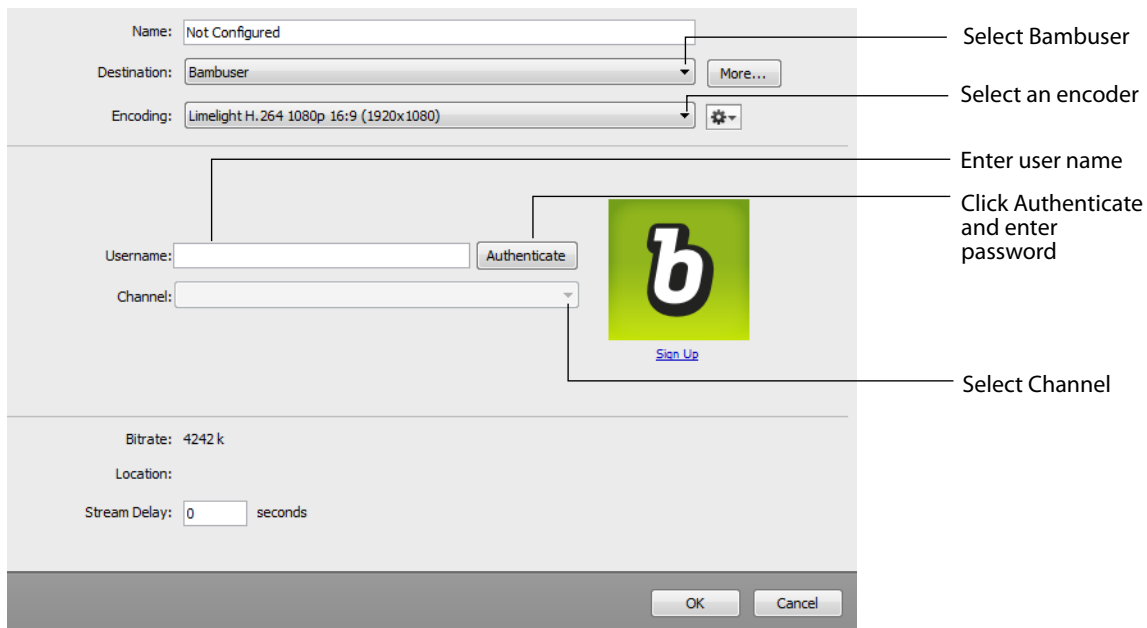 Name: Not Configured
Select Bambuser
Destination: Bambuser More...
Select an encoder
Encoding: Limelight H.264 1080p 16:9 (1920x1080)
Enter user name
Click Authenticate
and enter
password
Username: Authenticate
Channel:
b
Sign Up
Select Channel
Bitrate: 4242 k
Location:
Stream Delay: 0 seconds
OK Cancel